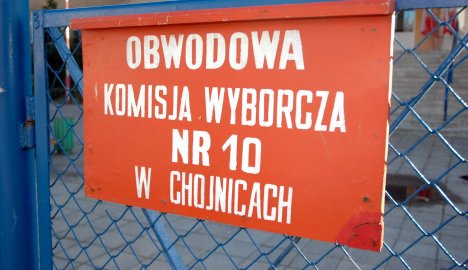 OBWODOWA
KOMISJA WYBORCZA
NR 10
W CHOJNICACH